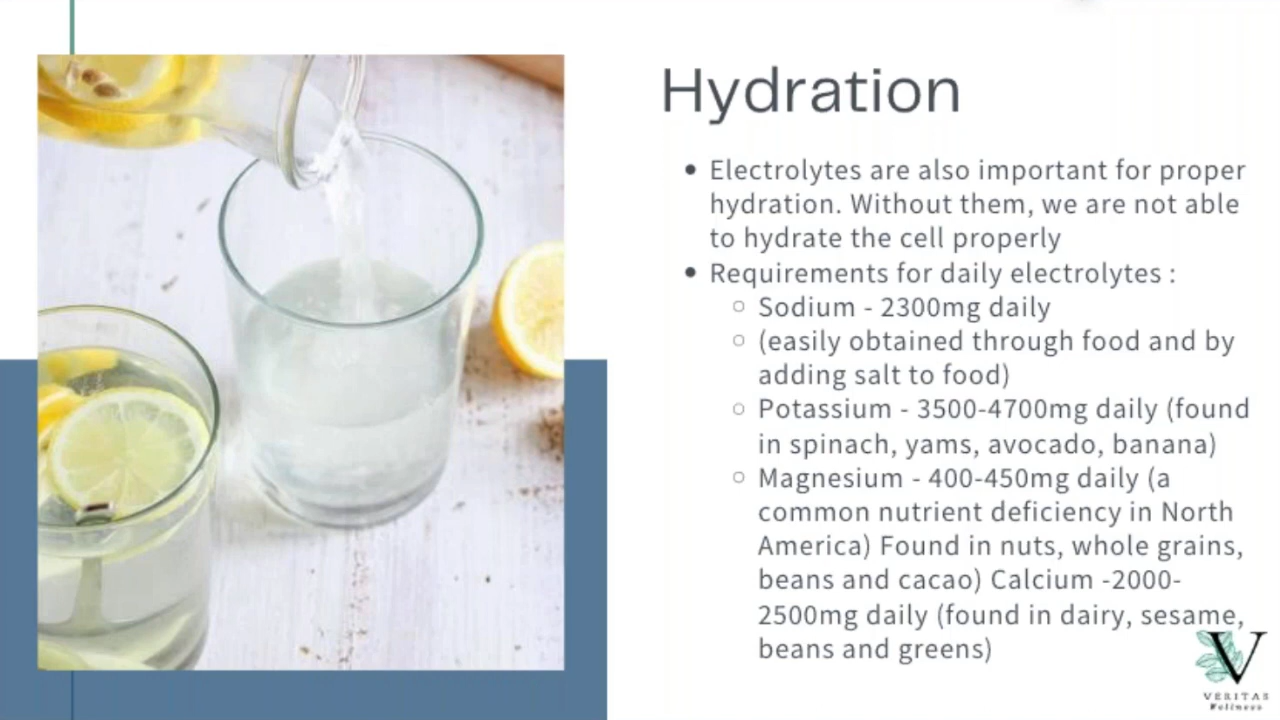 Hydration
Electrolytes are also important for proper
hydration. Without them, we are not able
to hydrate the cell properly
Requirements for daily electrolytes :
Sodium - 2300mg daily
(easily obtained through food and by
adding salt to food)
Potassium - 3500-4700mg daily (found
in spinach, yams, avocado, banana)
Magnesium - 400-450mg daily (a
common nutrient deficiency in North
America) Found in nuts, whole grains,
beans and cacao) Calcium -2000-
2500mg daily (found in dairy, sesame,
beans and greens)
V
VERITAS
Wellness